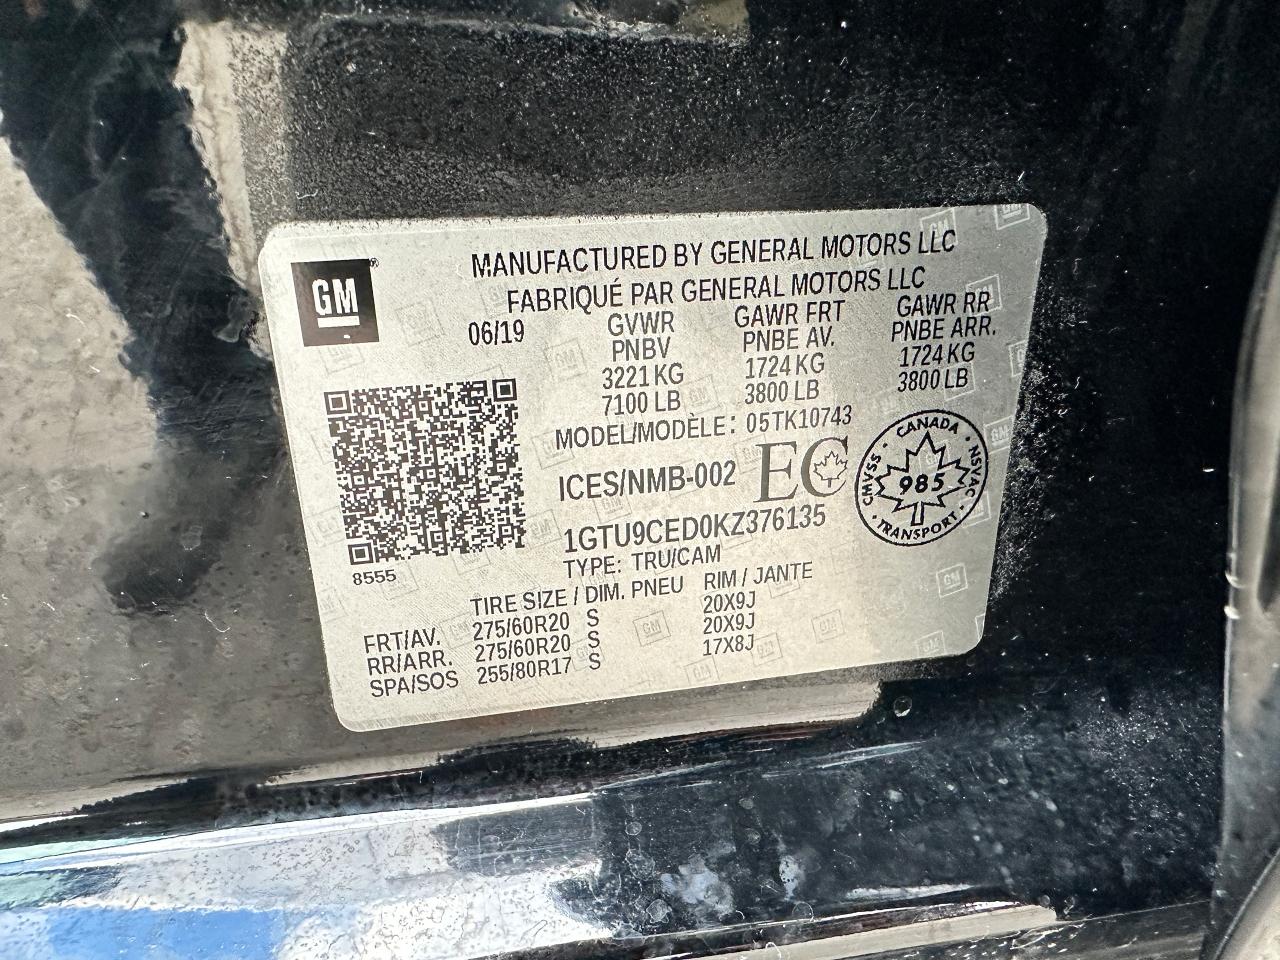 GM
MANUFACTURED BY GENERAL MOTORS LLC
FABRIQUÉ PAR GENERAL MOTORS LLC
06/19 GVWR GAWR FRT GAWR RR
PNBV PNBE AV. PNBE ARR.
3221 KG 1724 KG 1724 KG
7100 LB 3800 LB 3800 LB
MODEL/MODÈLE: 05TK10743
ICES/NMB-002 EC
CANADA
CMVSS 985 NSVAC
TRANSPORT
1GTU9CED0KZ376135
TYPE: TRU/CAM
8555
TIRE SIZE / DIM. PNEU RIM / JANTE
FRT/AV. 275/60R20 S 20X9J
RR/ARR. 275/60R20 S 20X9J
SPA/SOS 255/80R17 S 17X8J